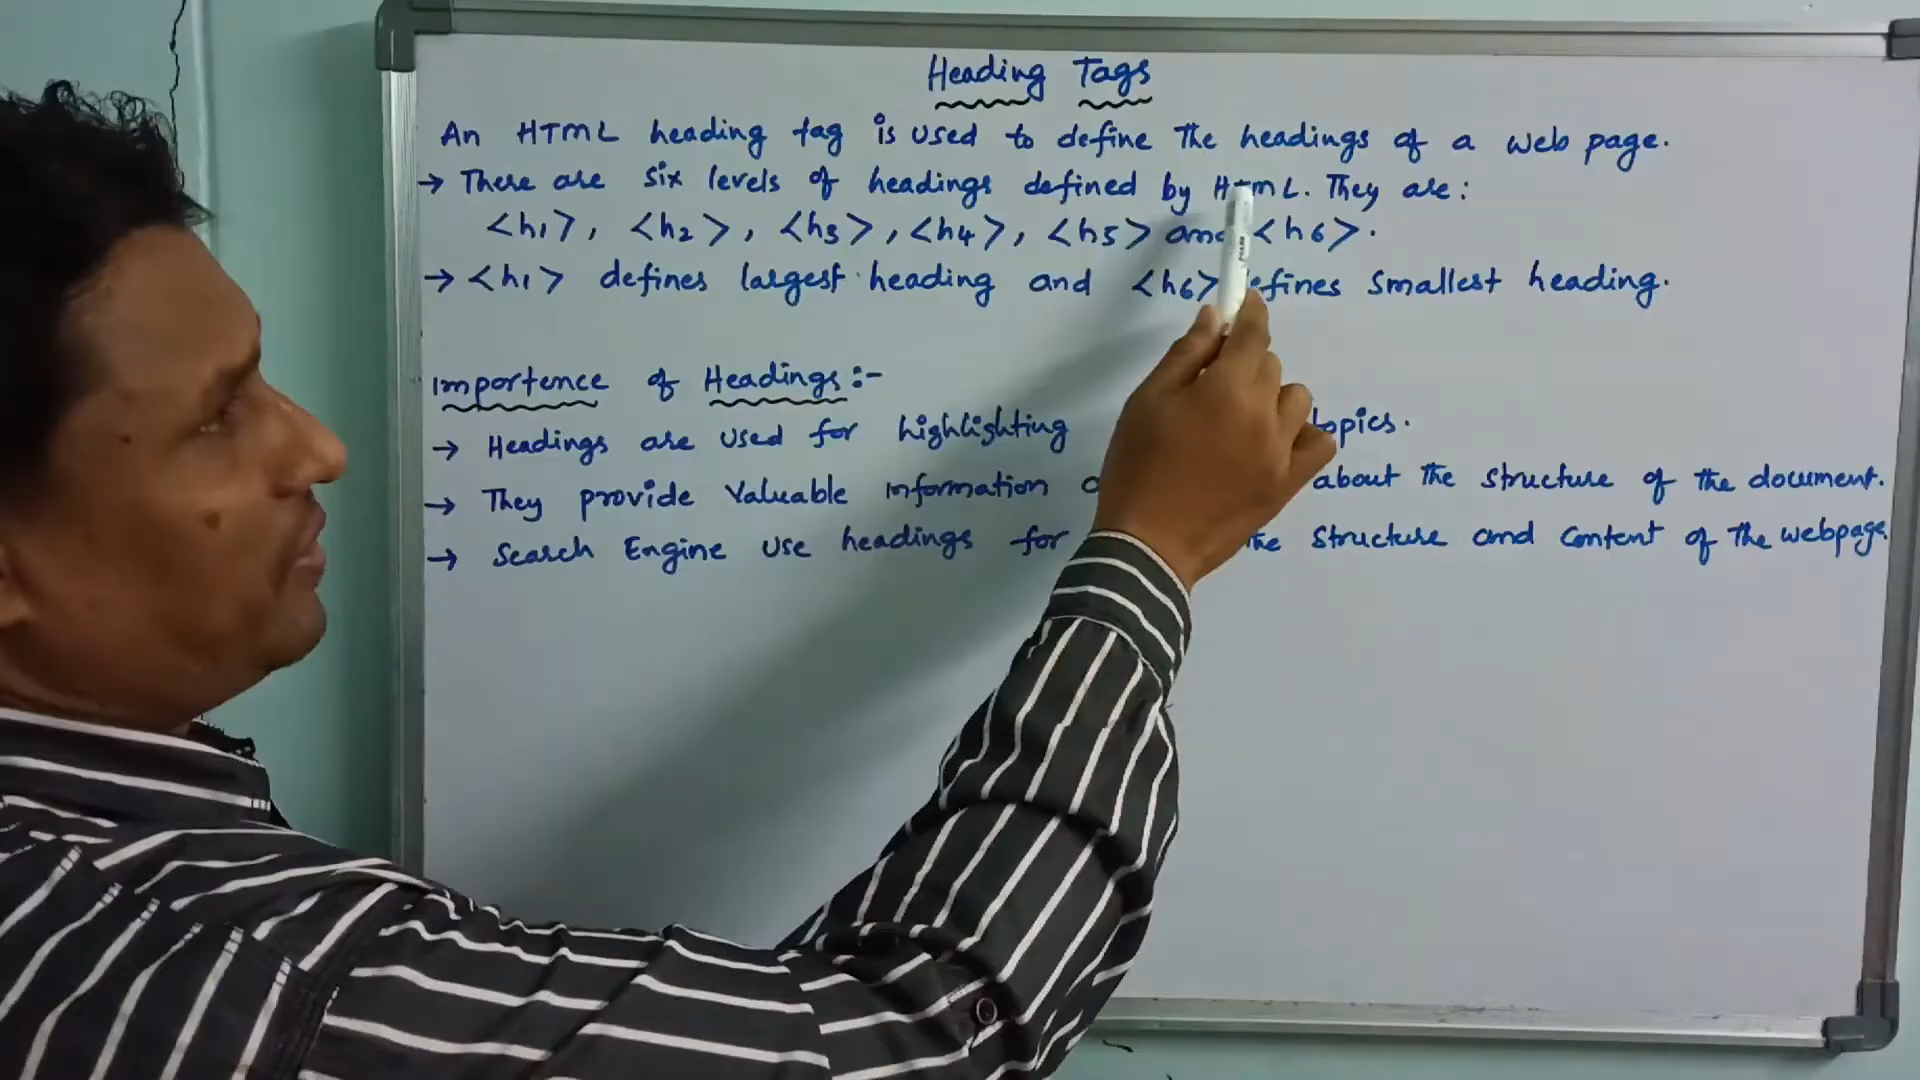 Heading Tags
An HTML heading tag is used to define the headings of a web page.
→ There are six levels of headings defined by HTML. They are:
<h1>, <h2>, <h3>, <h4>, <h5> and <h6>.
→ <h1> defines largest heading and <h6> defines smallest heading.
Importence of Headings:-
→ Headings are used for highlighting topics.
→ They provide valuable information about the structure of the document.
→ Search Engine use headings for the structure and content of the webpage.